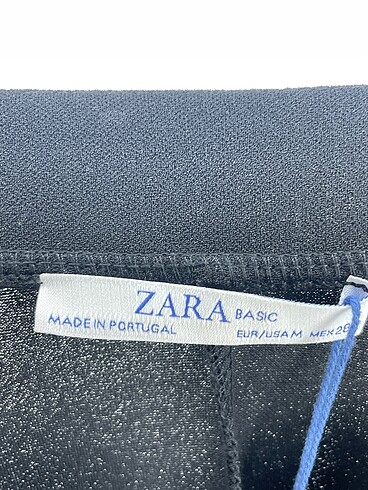 ZARA BASIC
MADE IN PORTUGAL
EUR/USA M MEX 28